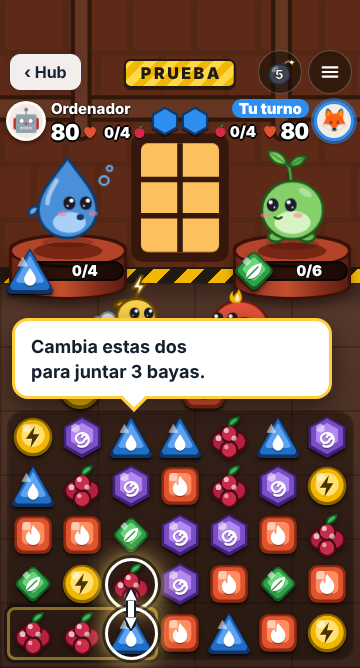 ‹ Hub
PRUEBA
5
Ordenador
Tu turno
80 0/4
0/4 80
0/4
0/6
Cambia estas dos
para juntar 3 bayas.